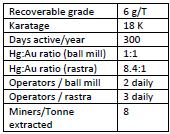 Recoverable grade 6 g/T
Karatage 18 K
Days active/year 300
Hg:Au ratio (ball mill) 1:1
Hg:Au ratio (rastra) 8.4:1
Operators / ball mill 2 daily
Operators / rastra 3 daily
Miners/Tonne 8
extracted